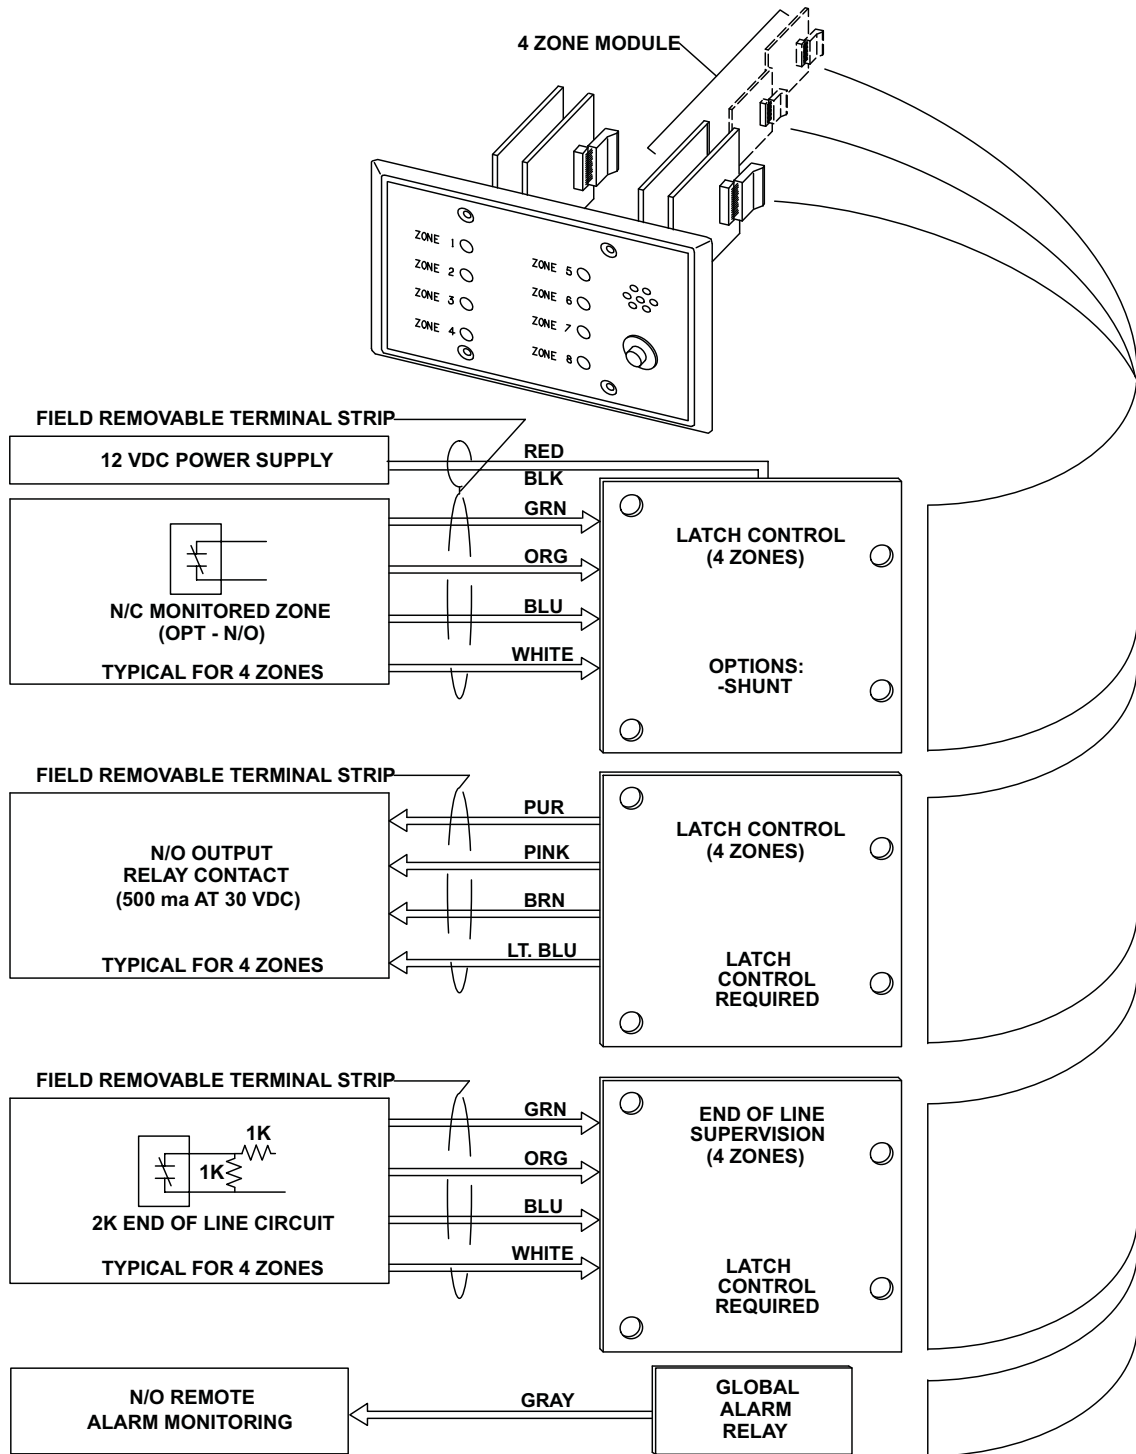 4 ZONE MODULE
ZONE 1
ZONE 2
ZONE 3
ZONE 4
ZONE 5
ZONE 6
ZONE 7
ZONE 8
FIELD REMOVABLE TERMINAL STRIP
12 VDC POWER SUPPLY
RED
BLK
GRN
ORG
BLU
WHITE
N/C MONITORED ZONE
(OPT - N/O)
TYPICAL FOR 4 ZONES
LATCH CONTROL
(4 ZONES)
OPTIONS:
-SHUNT
FIELD REMOVABLE TERMINAL STRIP
N/O OUTPUT
RELAY CONTACT
(500 ma AT 30 VDC)
TYPICAL FOR 4 ZONES
PUR
PINK
BRN
LT. BLU
LATCH CONTROL
(4 ZONES)
LATCH
CONTROL
REQUIRED
FIELD REMOVABLE TERMINAL STRIP
1K
1K
2K END OF LINE CIRCUIT
TYPICAL FOR 4 ZONES
GRN
ORG
BLU
WHITE
END OF LINE
SUPERVISION
(4 ZONES)
LATCH
CONTROL
REQUIRED
N/O REMOTE
ALARM MONITORING
GRAY
GLOBAL
ALARM
RELAY